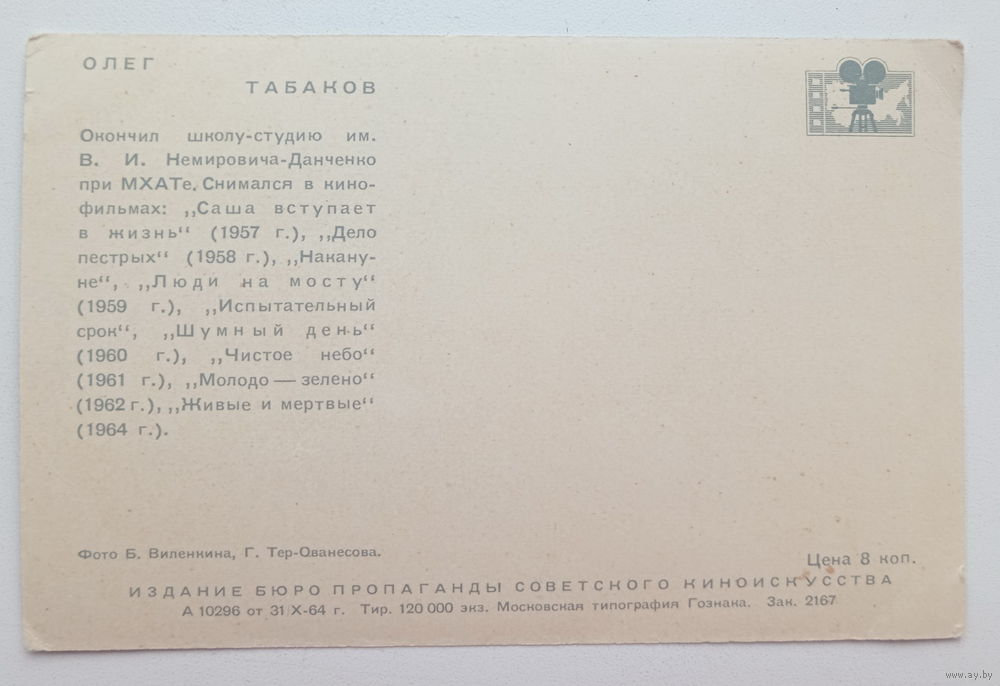 ОЛЕГ
ТАБАКОВ
Окончил школу-студию им.
В. И. Немировича-Данченко
при МХАТе. Снимался в кино-
фильмах: „Саша вступает
в жизнь“ (1957 г.), „Дело
пестрых“ (1958 г.), „Накану-
не“, „Люди на мосту“
(1959 г.), „Испытательный
срок“, „Шумный день“
(1960 г.), „Чистое небо“
(1961 г.), „Молодо — зелено“
(1962 г.), „Живые и мертвые“
(1964 г.).
Фото Б. Виленкина, Г. Тер-Ованесова.
Цена 8 коп.
ИЗДАНИЕ БЮРО ПРОПАГАНДЫ СОВЕТСКОГО КИНОИСКУССТВА
А 10296 от 31 X-64 г. Тир. 120 000 экз. Московская типография Гознака. Зак. 2167
www.ay.by